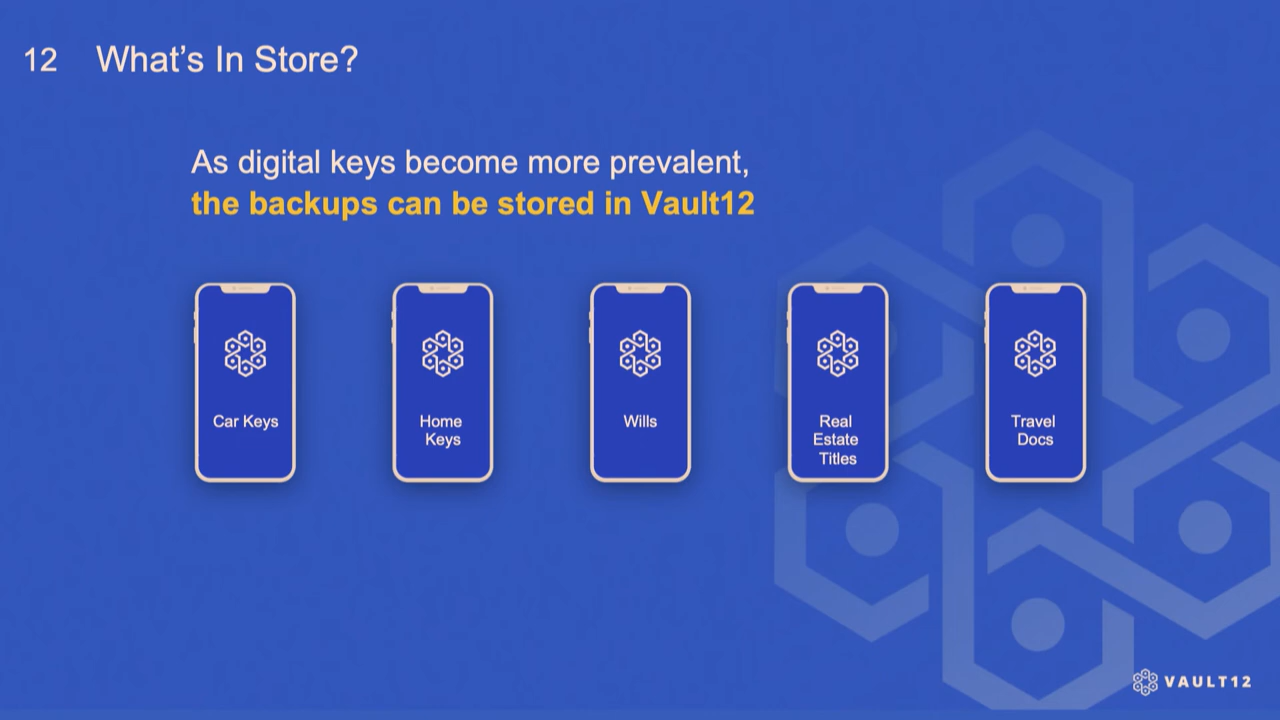 12 What's In Store?
As digital keys become more prevalent,
the backups can be stored in Vault12
Car Keys
Home
Keys
Wills
Real
Estate
Titles
Travel
Docs
VAULT12